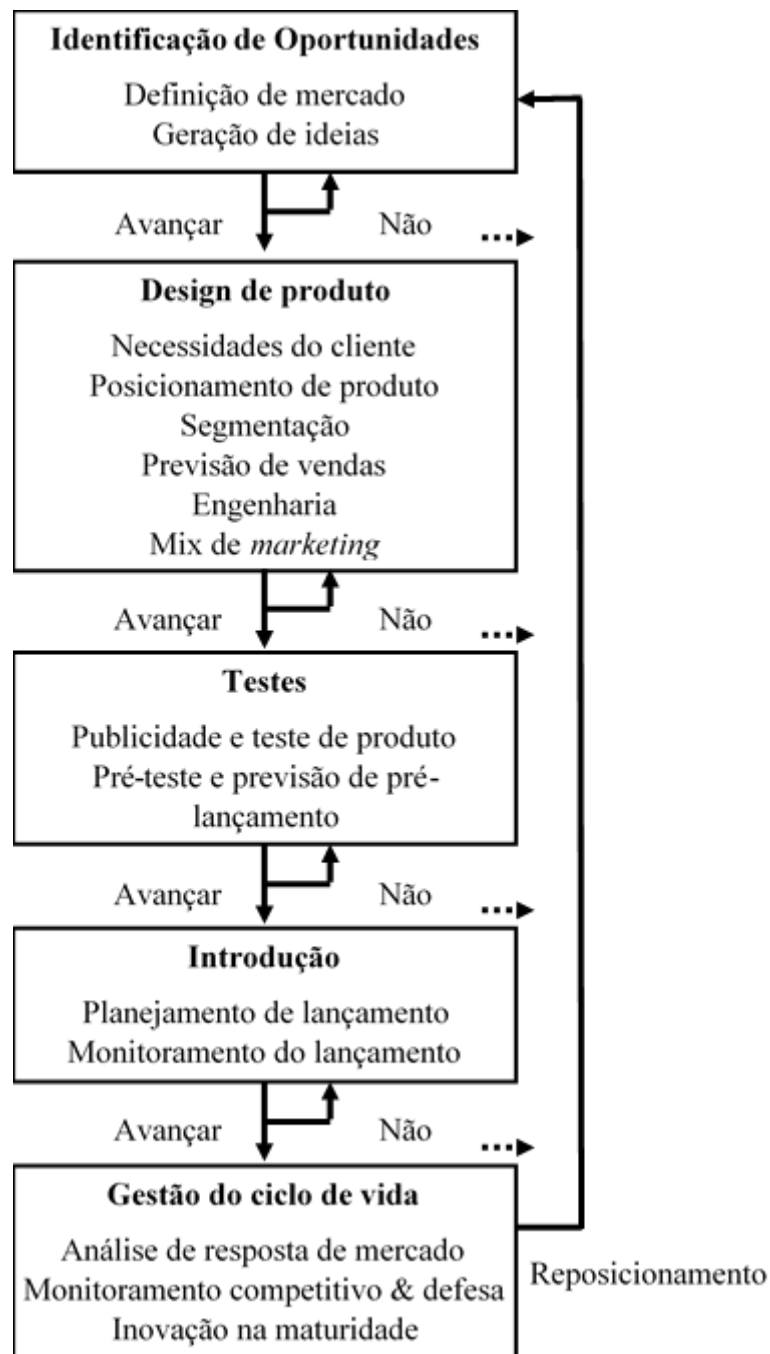 Identificação de Oportunidades
Definição de mercado
Geração de ideias
Avançar Não
Design de produto
Necessidades do cliente
Posicionamento de produto
Segmentação
Previsão de vendas
Engenharia
Mix de marketing
Avançar Não
Testes
Publicidade e teste de produto
Pré-teste e previsão de pré-
lançamento
Avançar Não
Introdução
Planejamento de lançamento
Monitoramento do lançamento
Avançar Não
Gestão do ciclo de vida
Análise de resposta de mercado
Monitoramento competitivo & defesa
Inovação na maturidade
Reposicionamento